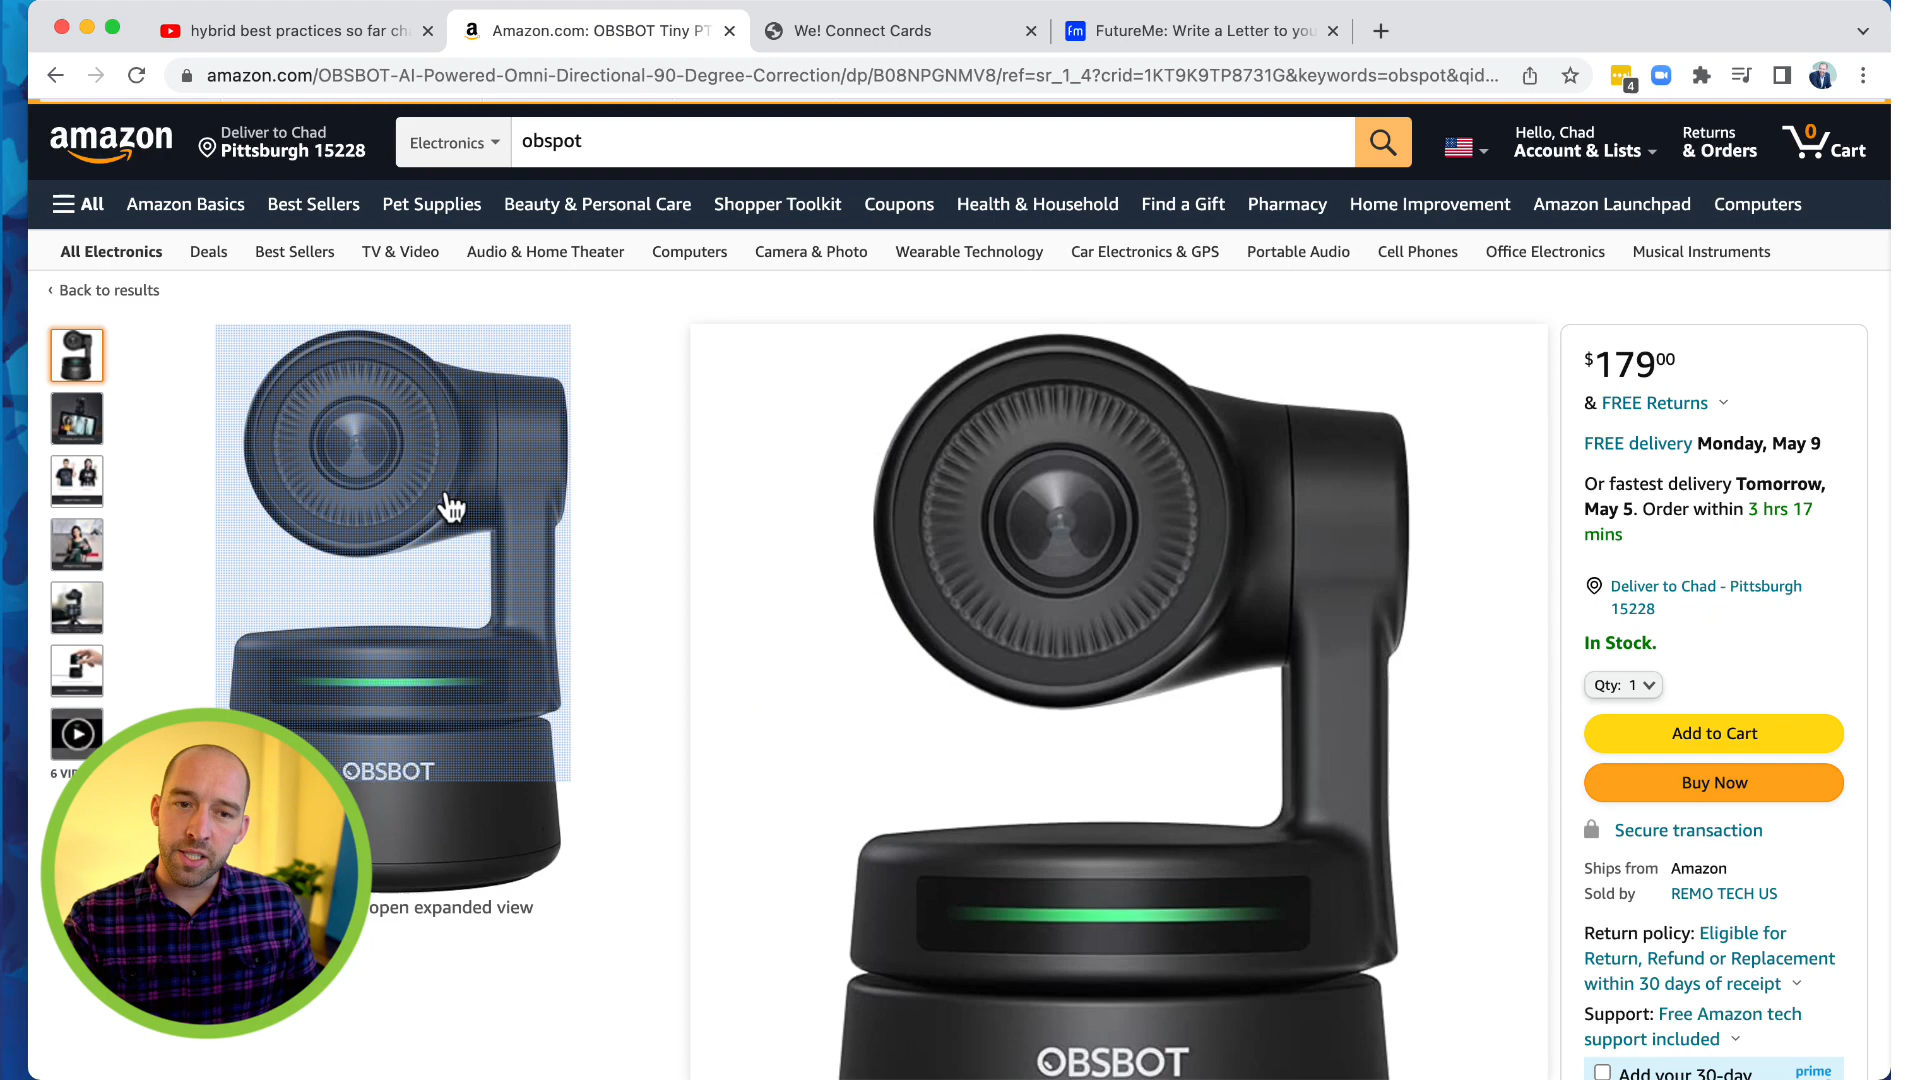 hybrid best practices so far cha
Amazon.com: OBSBOT Tiny PT
We! Connect Cards
Fm
FutureMe: Write a Letter to you
amazon.com/OBSBOT-AI-Powered-Omni-Directional-90-Degree-Correction/dp/B08NPGNMV8/ref=sr_1_4?crid=1KT9K9TP8731G&keywords=obspot&qid...
4
amazon
Deliver to Chad
Pittsburgh 15228
Electronics
obspot
Hello, Chad
Account & Lists
Returns
& Orders
0
Cart
All
Amazon Basics
Best Sellers
Pet Supplies
Beauty & Personal Care
Shopper Toolkit
Coupons
Health & Household
Find a Gift
Pharmacy
Home Improvement
Amazon Launchpad
Computers
All Electronics
Deals
Best Sellers
TV & Video
Audio & Home Theater
Computers
Camera & Photo
Wearable Technology
Car Electronics & GPS
Portable Audio
Cell Phones
Office Electronics
Musical Instruments
‹ Back to results
6 VI
OBSBOT
open expanded view
OBSBOT
$17900
& FREE Returns
FREE delivery Monday, May 9
Or fastest delivery Tomorrow,
May 5. Order within 3 hrs 17
mins
Deliver to Chad - Pittsburgh
15228
In Stock.
Qty: 1
Add to Cart
Buy Now
Secure transaction
Ships from Amazon
Sold by REMO TECH US
Return policy: Eligible for
Return, Refund or Replacement
within 30 days of receipt
Support: Free Amazon tech
support included
Add your 30-day
prime